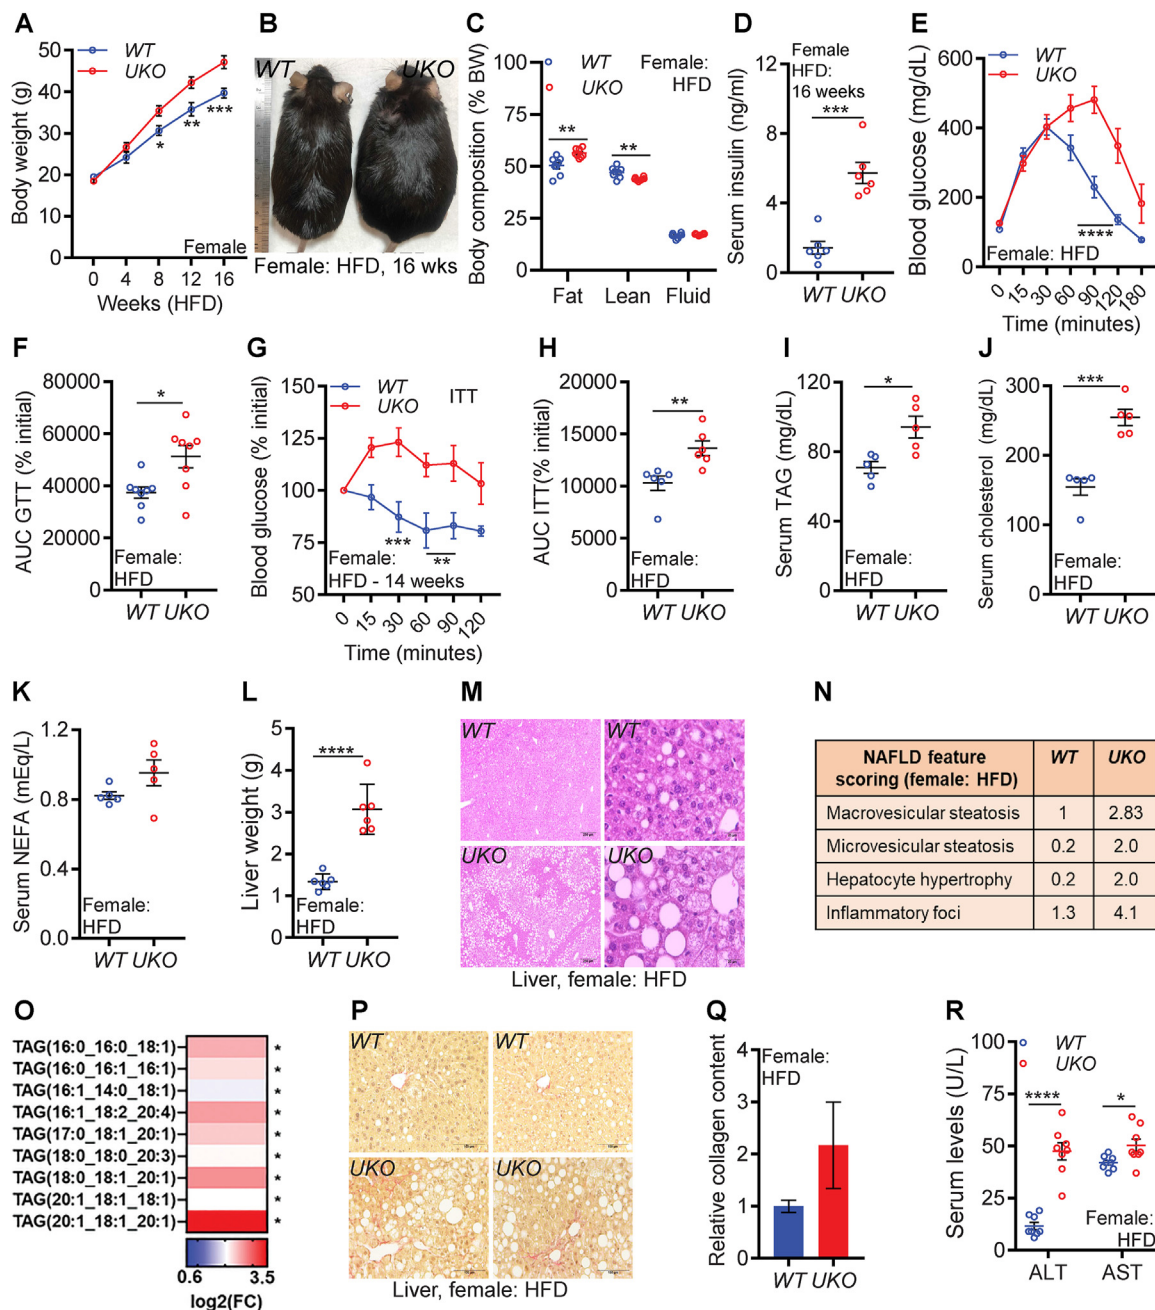 A
WT
UKO
Body weight (g)
50
40
30
20
10
0
*
**
***
Female
0 4 8 12 16
Weeks (HFD)
B
WT
UKO
Female: HFD, 16 wks
C
WT
UKO
Female:
HFD
Body composition (% BW)
100
75
50
25
0
**
**
Fat Lean Fluid
D
Female
HFD:
16 weeks
***
Serum insulin (ng/ml)
12
9
6
3
0
WT UKO
E
WT
UKO
Blood glucose (mg/dL)
600
400
200
0
****
Female: HFD
0 15 30 60 90 120 180
Time (minutes)
F
AUC GTT (% initial)
80000
60000
40000
20000
0
*
Female:
HFD
WT UKO
G
WT
UKO
ITT
Blood glucose (% initial)
150
125
100
75
50
***
**
Female:
HFD - 14 weeks
0 15 30 60 90 120
Time (minutes)
H
AUC ITT(% initial)
20000
15000
10000
5000
0
**
Female:
HFD
WT UKO
I
Serum TAG (mg/dL)
120
80
40
0
*
Female:
HFD
WT UKO
J
Serum cholesterol (mg/dL)
300
150
0
***
Female:
HFD
WT UKO
K
Serum NEFA (mEq/L)
1.2
0.8
0.4
0.0
Female:
HFD
WT UKO
L
Liver weight (g)
5
4
3
2
1
0
****
Female:
HFD
WT UKO
M
WT
UKO
Liver, female: HFD
N
NAFLD feature scoring (female: HFD) WT UKO
Macrovesicular steatosis 1 2.83
Microvesicular steatosis 0.2 2.0
Hepatocyte hypertrophy 0.2 2.0
Inflammatory foci 1.3 4.1
O
TAG(16:0_16:0_18:1) *
TAG(16:0_16:1_16:1) *
TAG(16:1_14:0_18:1) *
TAG(16:1_18:2_20:4) *
TAG(17:0_18:1_20:1) *
TAG(18:0_18:0_20:3) *
TAG(18:0_18:1_20:1) *
TAG(20:1_18:1_18:1) *
TAG(20:1_18:1_20:1) *
0.6 3.5
log2(FC)
P
WT
WT
UKO
UKO
Liver, female: HFD
Q
Relative collagen content
4
3
2
1
0
Female:
HFD
WT UKO
R
WT
UKO
Serum levels (U/L)
100
75
50
25
0
****
*
Female:
HFD
ALT AST